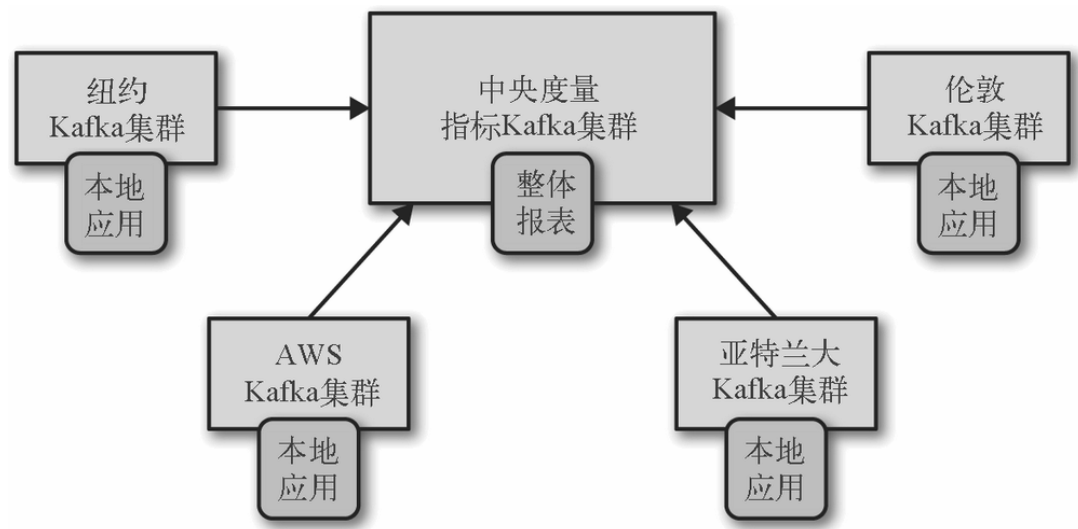 纽约
Kafka集群
本地
应用
中央度量
指标Kafka集群
整体
报表
伦敦
Kafka集群
本地
应用
AWS
Kafka集群
本地
应用
亚特兰大
Kafka集群
本地
应用